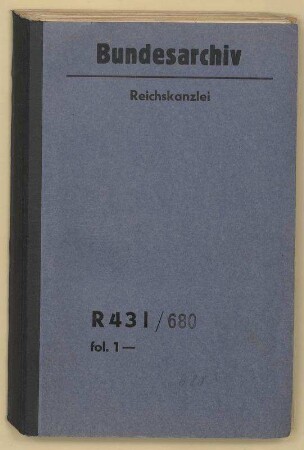 Bundesarchiv
Reichskanzlei
R 43 I / 680
fol. 1—